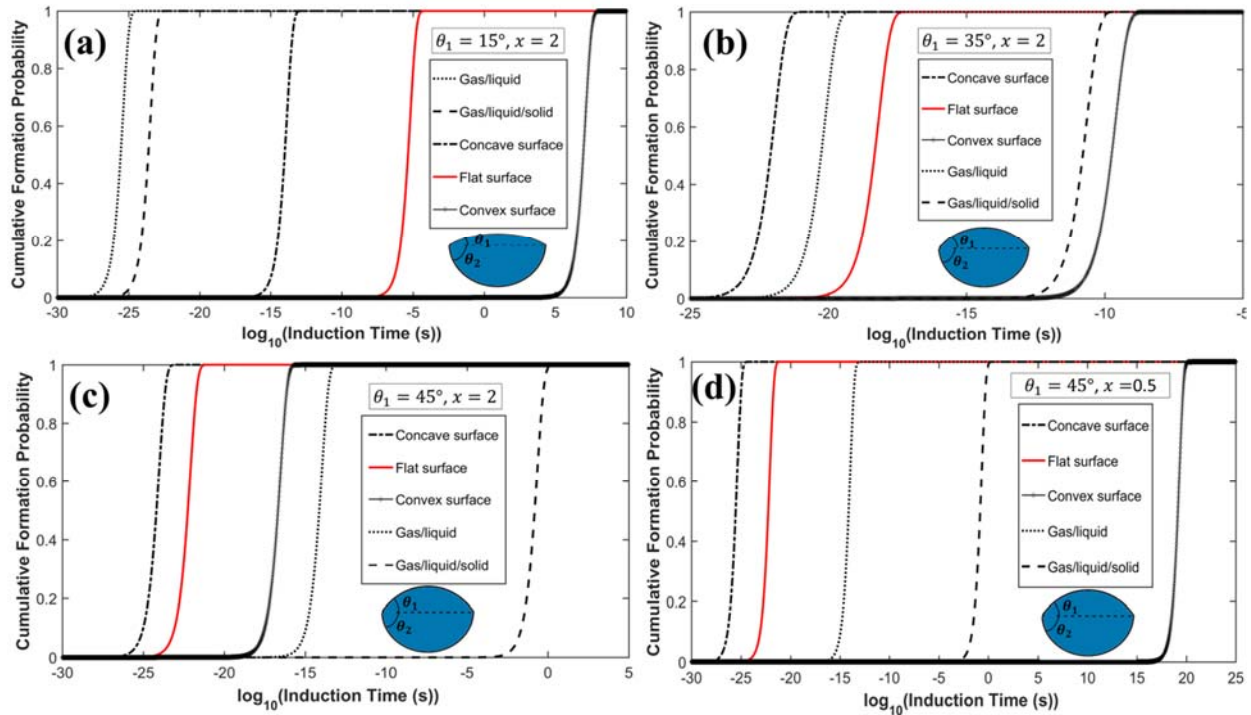 (a)
θ₁ = 15°, x = 2
Gas/liquid
Gas/liquid/solid
Concave surface
Flat surface
Convex surface
θ₁
θ₂
Cumulative Formation Probability
1
0.8
0.6
0.4
0.2
0
-30 -25 -20 -15 -10 -5 0 5 10
log₁₀(Induction Time (s))
(b)
θ₁ = 35°, x = 2
Concave surface
Flat surface
Convex surface
Gas/liquid
Gas/liquid/solid
θ₁
θ₂
Cumulative Formation Probability
1
0.8
0.6
0.4
0.2
0
-25 -20 -15 -10 -5
log₁₀(Induction Time (s))
(c)
θ₁ = 45°, x = 2
Concave surface
Flat surface
Convex surface
Gas/liquid
Gas/liquid/solid
θ₁
θ₂
Cumulative Formation Probability
1
0.8
0.6
0.4
0.2
0
-30 -25 -20 -15 -10 -5 0 5
log₁₀(Induction Time (s))
(d)
θ₁ = 45°, x =0.5
Concave surface
Flat surface
Convex surface
Gas/liquid
Gas/liquid/solid
θ₁
θ₂
Cumulative Formation Probability
1
0.8
0.6
0.4
0.2
0
-30 -25 -20 -15 -10 -5 0 5 10 15 20 25
log₁₀(Induction Time (s))